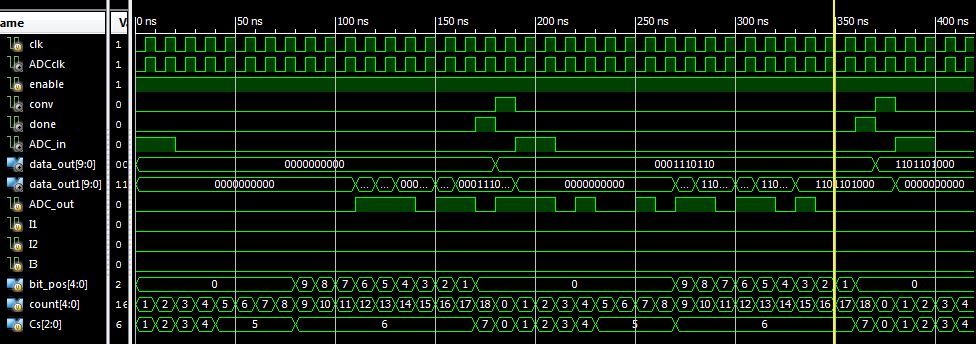 ame V 0 ns 50 ns 100 ns 150 ns 200 ns 250 ns 300 ns 350 ns 400 ns
clk 1
ADCclk 1
enable 1
conv 0
done 0
ADC_in 0
data_out[9:0] 00 0000000000 0001110110 1101101000
data_out1[9:0] 11 0000000000 ... ... 000... ... 0001110... 0000000000 ... 110... ... 110... 1101101000 0000000000
ADC_out 0
I1 0
I2 0
I3 0
bit_pos[4:0] 2 0 9 8 7 6 5 4 3 2 1 0 9 8 7 6 5 4 3 2 1 0
count[4:0] 16 1 2 3 4 5 6 7 8 9 10 11 12 13 14 15 16 17 18 0 1 2 3 4 5 6 7 8 9 10 11 12 13 14 15 16 17 18 0 1 2 3 4
Cs[2:0] 6 1 2 3 4 5 6 7 0 1 2 3 4 5 6 7 0 1 2 3 4